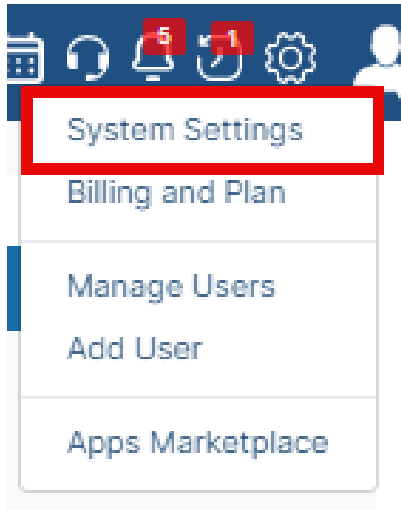 5 1
System Settings
Billing and Plan
Manage Users
Add User
Apps Marketplace